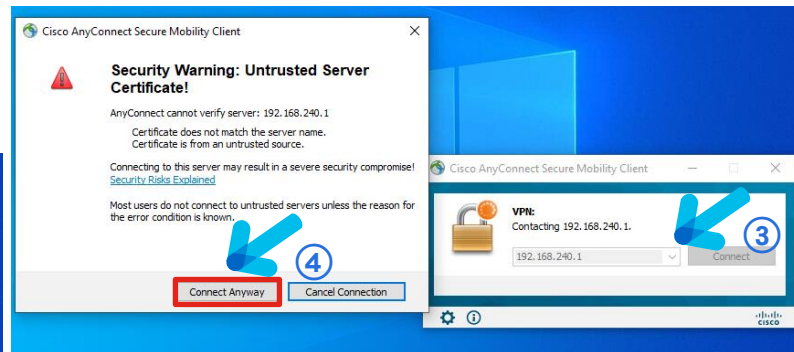 Cisco AnyConnect Secure Mobility Client
Security Warning: Untrusted Server
Certificate!
AnyConnect cannot verify server: 192.168.240.1
Certificate does not match the server name.
Certificate is from an untrusted source.
Connecting to this server may result in a severe security compromise!
Security Risks Explained
Most users do not connect to untrusted servers unless the reason for
the error condition is known.
④
Connect Anyway
Cancel Connection
Cisco AnyConnect Secure Mobility Client
VPN:
Contacting 192.168.240.1.
③
192.168.240.1
Connect
CISCO